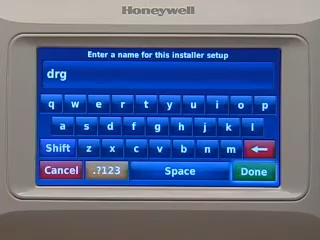 Honeywell
Enter a name for this installer setup
drg
q w e r t y u i o p
a s d f g h j k l
Shift z x c v b n m
Cancel .?123 Space Done